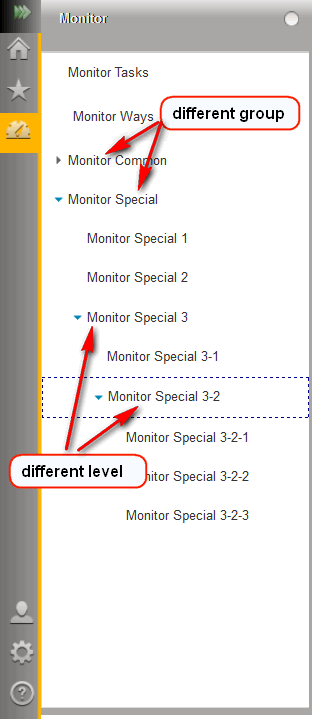 Monitor
Monitor Tasks
different group
Monitor Ways
Monitor Common
Monitor Special
Monitor Special 1
Monitor Special 2
Monitor Special 3
Monitor Special 3-1
Monitor Special 3-2
Monitor Special 3-2-1
different level
Monitor Special 3-2-2
Monitor Special 3-2-3